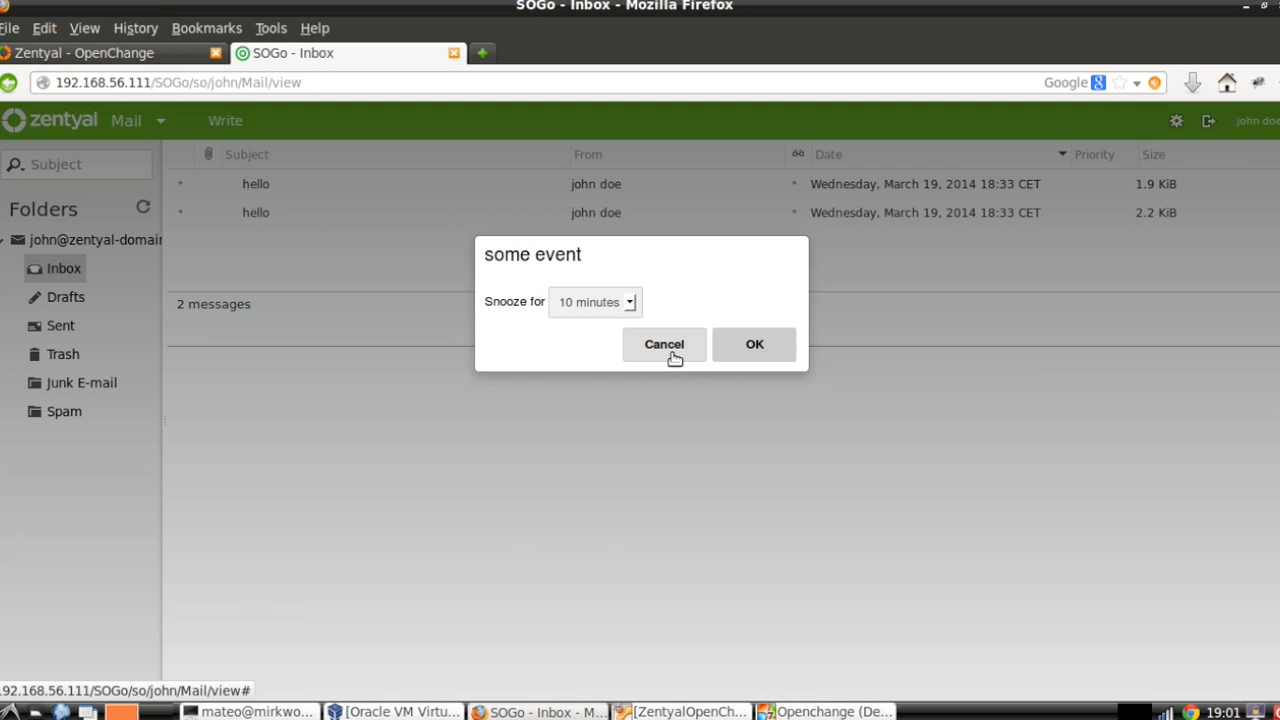 SOGo - Inbox - Mozilla Firefox
File Edit View History Bookmarks Tools Help
Zentyal - OpenChange SOGo - Inbox
192.168.56.111/SOGo/so/john/Mail/view Google 8
zentyal Mail Write john doe
Subject Subject From Date Priority Size
hello john doe Wednesday, March 19, 2014 18:33 CET 1.9 KiB
Folders hello john doe Wednesday, March 19, 2014 18:33 CET 2.2 KiB
john@zentyal-domai
Inbox
Drafts 2 messages
Sent
Trash
Junk E-mail
Spam
some event
Snooze for 10 minutes
Cancel OK
192.168.56.111/SOGo/so/john/Mail/view#
mateo@mirkwo... [Oracle VM Virtu... SOGo - Inbox - M... [ZentyalOpenCh... Openchange (De... 19:01